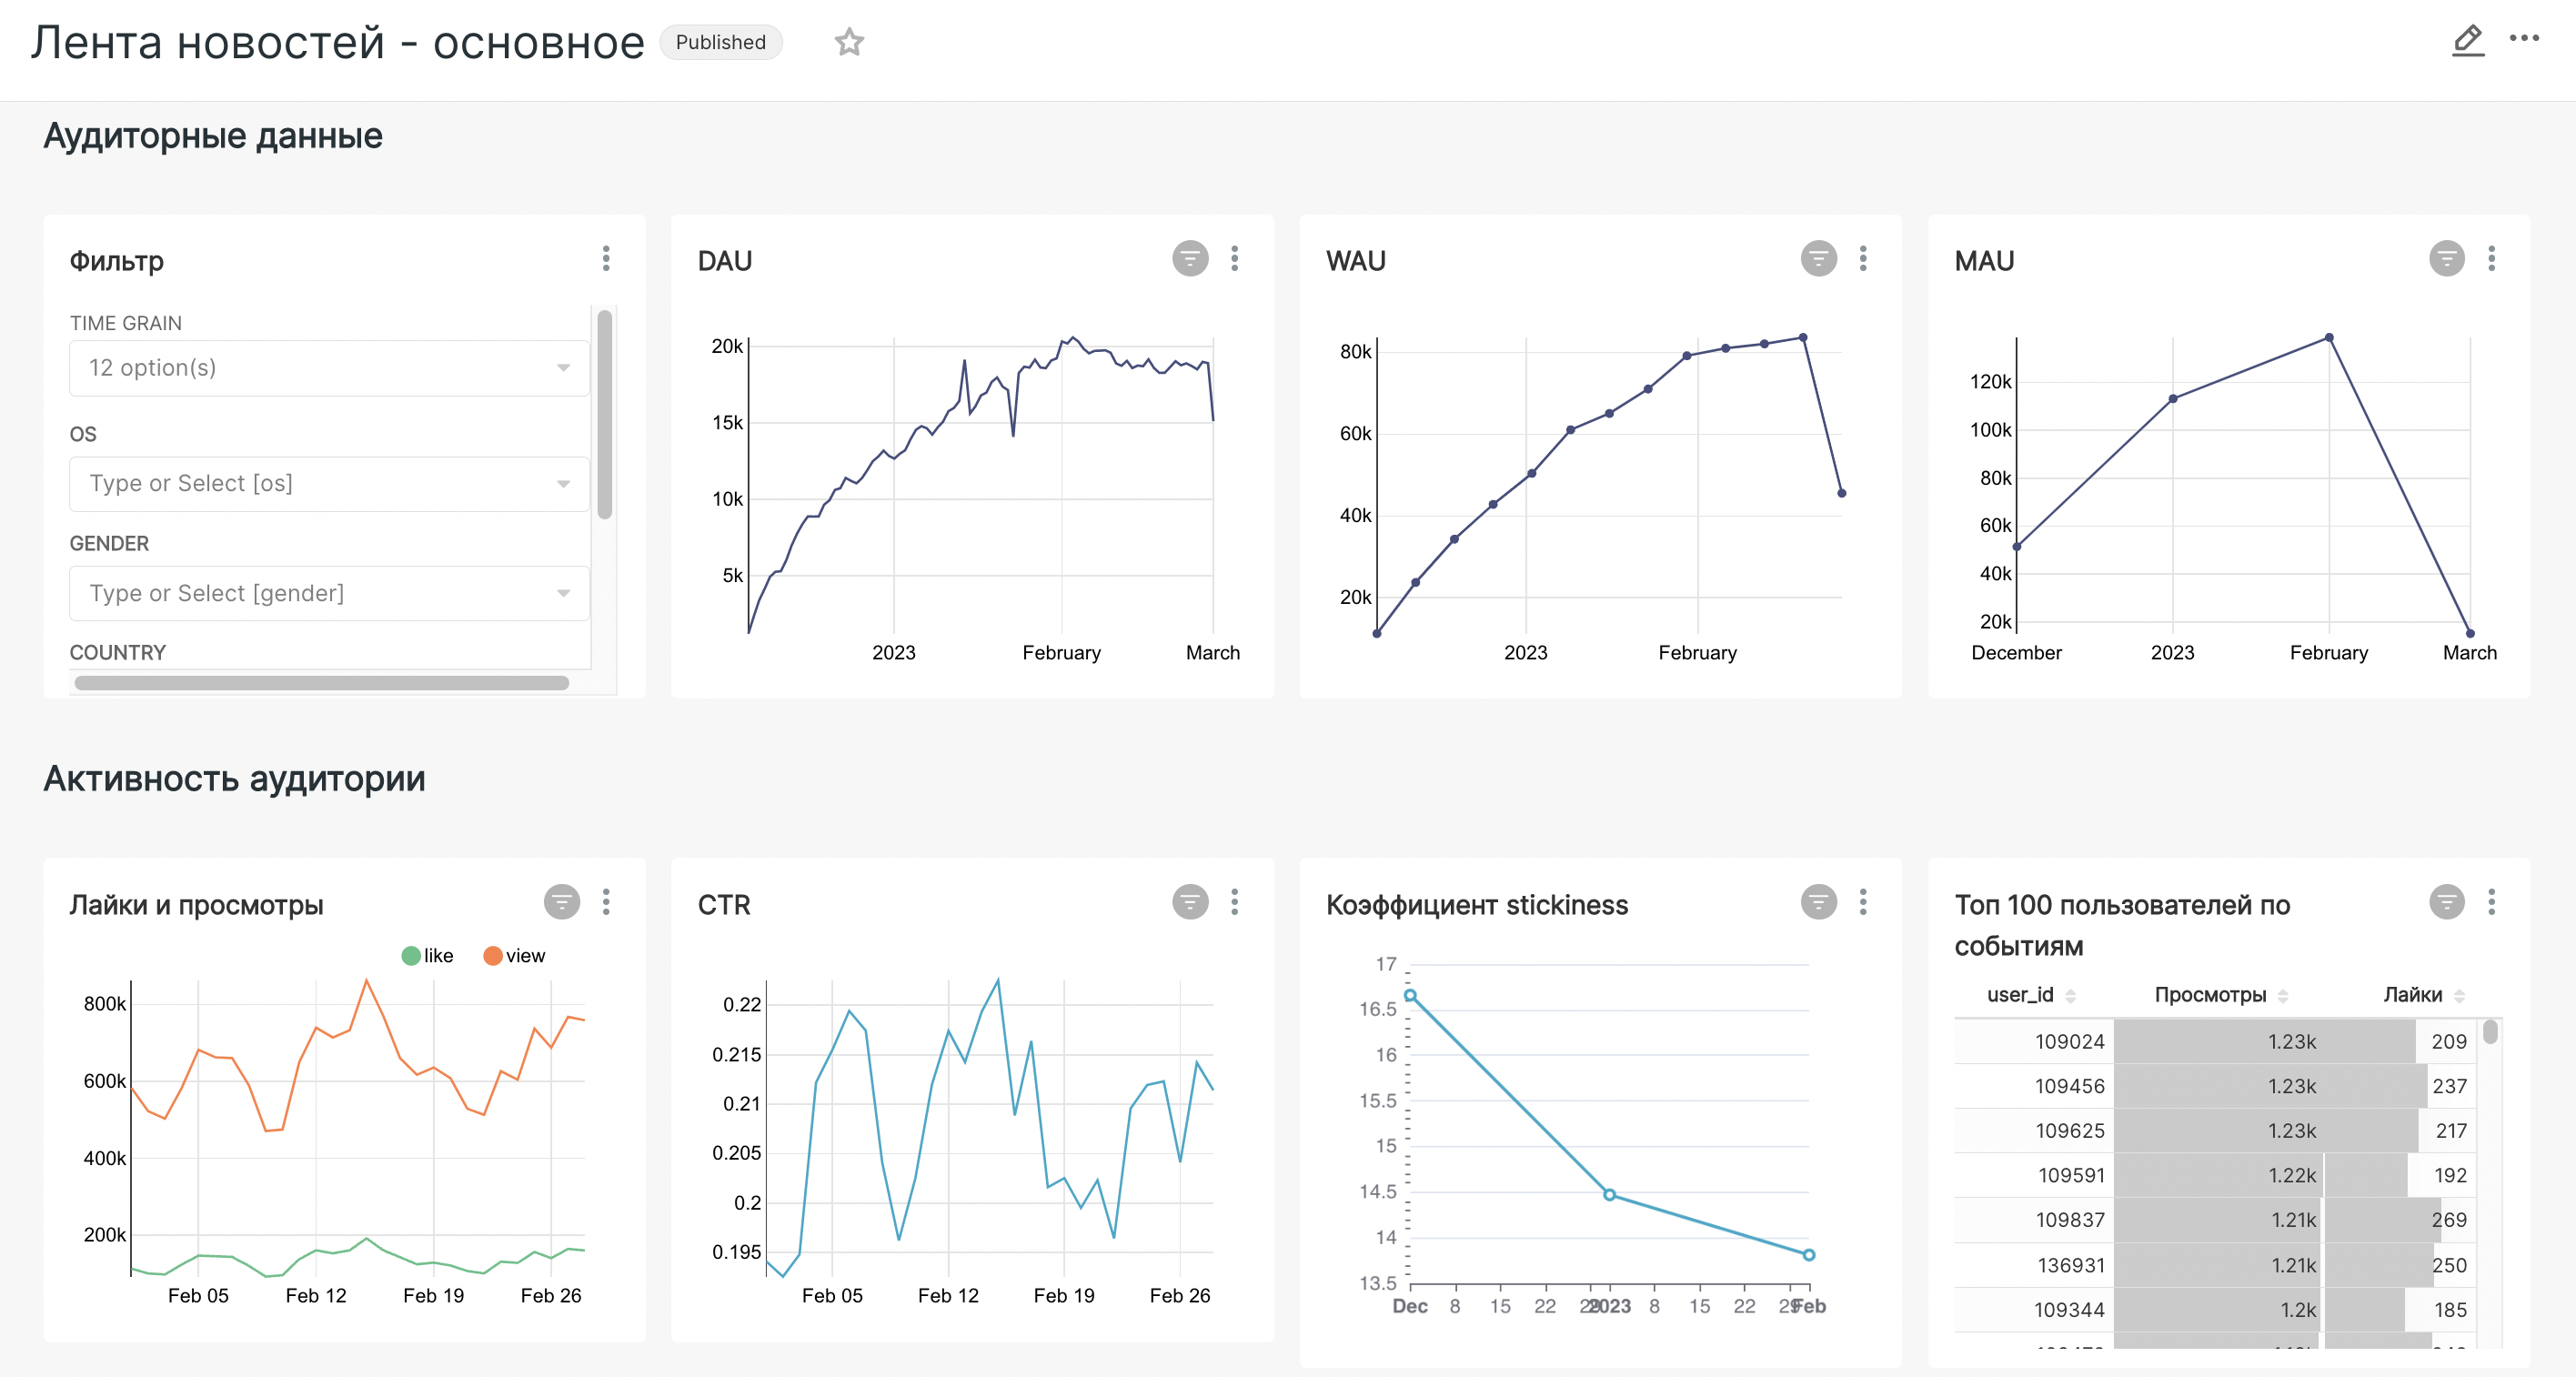 Лента новостей - основное Published
Аудиторные данные
Фильтр
TIME GRAIN
12 option(s)
OS
Type or Select [os]
GENDER
Type or Select [gender]
COUNTRY
DAU
20k
15k
10k
5k
2023 February March
WAU
80k
60k
40k
20k
2023 February
MAU
120k
100k
80k
60k
40k
20k
December 2023 February March
Активность аудитории
Лайки и просмотры
like view
800k
600k
400k
200k
Feb 05 Feb 12 Feb 19 Feb 26
CTR
0.22
0.215
0.21
0.205
0.2
0.195
Feb 05 Feb 12 Feb 19 Feb 26
Коэффициент stickiness
17
16.5
16
15.5
15
14.5
14
13.5
Dec 8 15 22 29 2023 8 15 22 29 Feb
Топ 100 пользователей по
событиям
user_id Просмотры Лайки
109024 1.23k 209
109456 1.23k 237
109625 1.23k 217
109591 1.22k 192
109837 1.21k 269
136931 1.21k 250
109344 1.2k 185